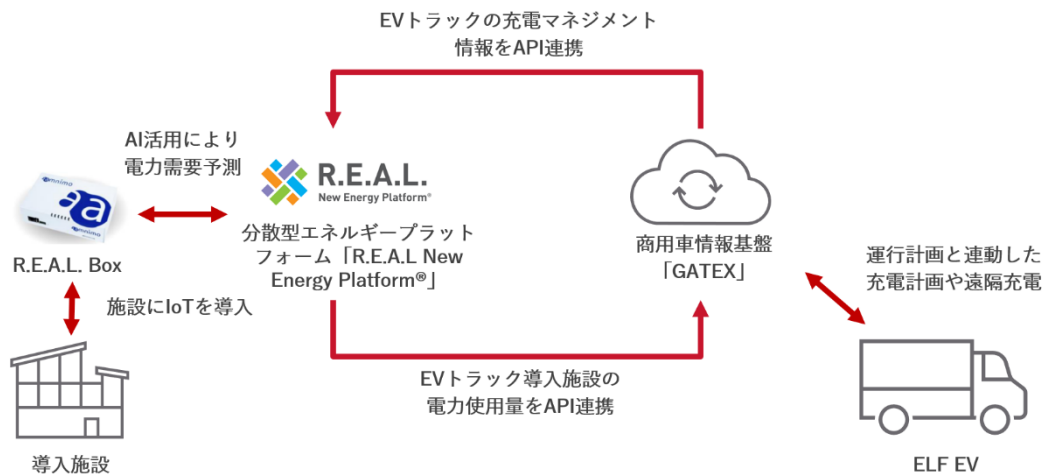 EVトラックの充電マネジメント
情報をAPI連携
AI活用により
電力需要予測
R.E.A.L.
New Energy Platform®
分散型エネルギープラット
フォーム「R.E.A.L New
Energy Platform®」
商用車情報基盤
「GATEX」
運行計画と連動した
充電計画や遠隔充電
R.E.A.L. Box
施設にIoTを導入
EVトラック導入施設の
電力使用量をAPI連携
導入施設
ELF EV